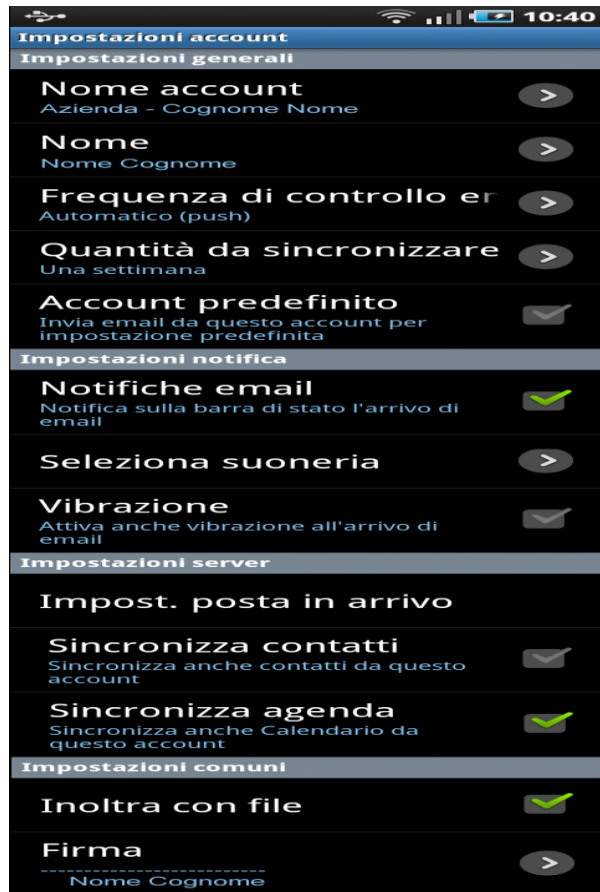 10:40
Impostazioni account
Impostazioni generali
Nome account
Azienda - Cognome Nome
Nome
Nome Cognome
Frequenza di controllo er
Automatico (push)
Quantità da sincronizzare
Una settimana
Account predefinito
Invia email da questo account per
impostazione predefinita
Impostazioni notifica
Notifiche email
Notifica sulla barra di stato l'arrivo di
email
Seleziona suoneria
Vibrazione
Attiva anche vibrazione all'arrivo di
email
Impostazioni server
Impost. posta in arrivo
Sincronizza contatti
Sincronizza anche contatti da questo
account
Sincronizza agenda
Sincronizza anche Calendario da
questo account
Impostazioni comuni
Inoltra con file
Firma
--------------------------
Nome Cognome